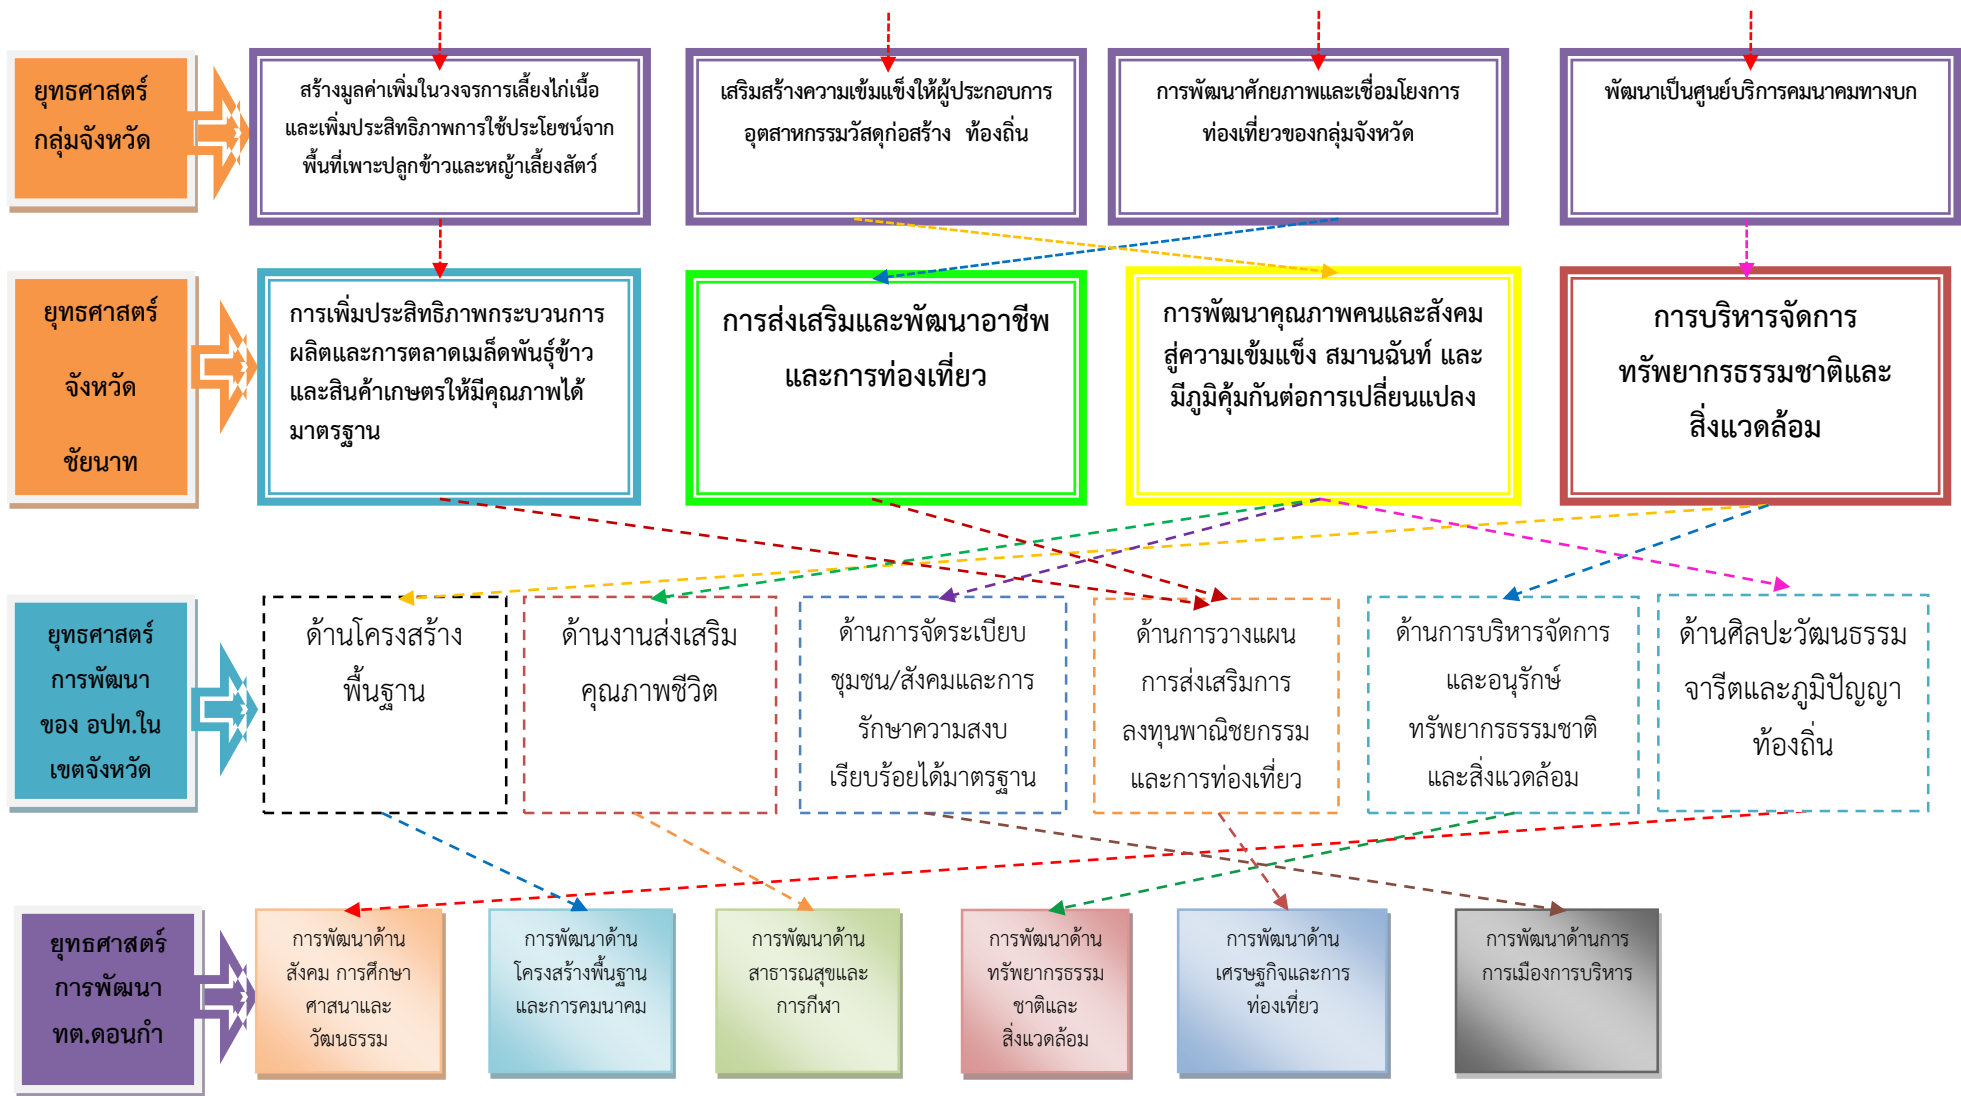 ยุทธศาสตร์
กลุ่มจังหวัด
สร้างมูลค่าเพิ่มในวงจรการเลี้ยงไก่เนื้อ
และเพิ่มประสิทธิภาพการใช้ประโยชน์จาก
พื้นที่เพาะปลูกข้าวและหญ้าเลี้ยงสัตว์
เสริมสร้างความเข้มแข็งให้ผู้ประกอบการ
อุตสาหกรรมวัสดุก่อสร้าง ท้องถิ่น
การพัฒนาศักยภาพและเชื่อมโยงการ
ท่องเที่ยวของกลุ่มจังหวัด
พัฒนาเป็นศูนย์บริการคมนาคมทางบก
ยุทธศาสตร์
จังหวัด
ชัยนาท
การเพิ่มประสิทธิภาพกระบวนการ
ผลิตและการตลาดเมล็ดพันธุ์ข้าว
และสินค้าเกษตรให้มีคุณภาพได้
มาตรฐาน
การส่งเสริมและพัฒนาอาชีพ
และการท่องเที่ยว
การพัฒนาคุณภาพคนและสังคม
สู่ความเข้มแข็ง สมานฉันท์ และ
มีภูมิคุ้มกันต่อการเปลี่ยนแปลง
การบริหารจัดการ
ทรัพยากรธรรมชาติและ
สิ่งแวดล้อม
ยุทธศาสตร์
การพัฒนา
ของ อปท.ใน
เขตจังหวัด
ด้านโครงสร้าง
พื้นฐาน
ด้านงานส่งเสริม
คุณภาพชีวิต
ด้านการจัดระเบียบ
ชุมชน/สังคมและการ
รักษาความสงบ
เรียบร้อยได้มาตรฐาน
ด้านการวางแผน
การส่งเสริมการ
ลงทุนพาณิชยกรรม
และการท่องเที่ยว
ด้านการบริหารจัดการ
และอนุรักษ์
ทรัพยากรธรรมชาติ
และสิ่งแวดล้อม
ด้านศิลปะวัฒนธรรม
จารีตและภูมิปัญญา
ท้องถิ่น
ยุทธศาสตร์
การพัฒนา
ทต.ดอนกำ
การพัฒนาด้าน
สังคม การศึกษา
ศาสนาและ
วัฒนธรรม
การพัฒนาด้าน
โครงสร้างพื้นฐาน
และการคมนาคม
การพัฒนาด้าน
สาธารณสุขและ
การกีฬา
การพัฒนาด้าน
ทรัพยากรธรรม
ชาติและ
สิ่งแวดล้อม
การพัฒนาด้าน
เศรษฐกิจและการ
ท่องเที่ยว
การพัฒนาด้านการ
การเมืองการบริหาร